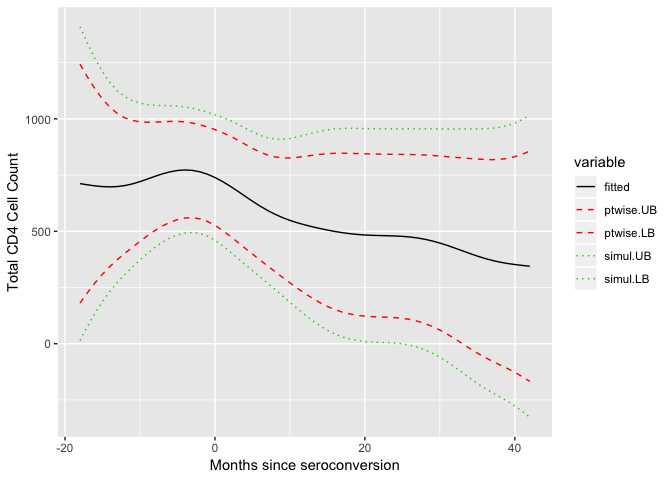 Total CD4 Cell Count
1000
500
0
-20
0
20
40
Months since seroconversion
variable
fitted
ptwise.UB
ptwise.LB
simul.UB
simul.LB